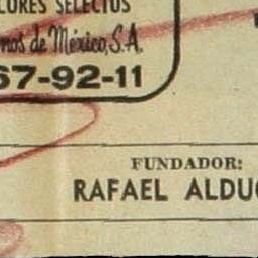 LORES SELECTOS
nos de México, S.A.
67-92-11
FUNDADOR:
RAFAEL ALDU